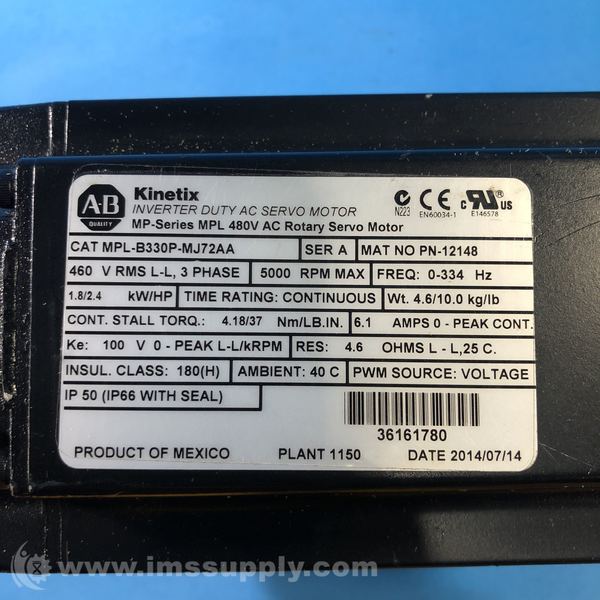 AB
QUALITY
Kinetix
INVERTER DUTY AC SERVO MOTOR
MP-Series MPL 480V AC Rotary Servo Motor
N223
CE
EN60034-1
c RU us
E146578
CAT MPL-B330P-MJ72AA SER A MAT NO PN-12148
460 V RMS L-L, 3 PHASE 5000 RPM MAX FREQ: 0-334 Hz
1.8/2.4 kW/HP TIME RATING: CONTINUOUS Wt. 4.6/10.0 kg/lb
CONT. STALL TORQ.: 4.18/37 Nm/LB.IN. 6.1 AMPS 0 - PEAK CONT.
Ke: 100 V 0 - PEAK L-L/kRPM RES: 4.6 OHMS L - L,25 C.
INSUL. CLASS: 180(H) AMBIENT: 40 C PWM SOURCE: VOLTAGE
IP 50 (IP66 WITH SEAL)
36161780
PRODUCT OF MEXICO PLANT 1150 DATE 2014/07/14
www.imssupply.com